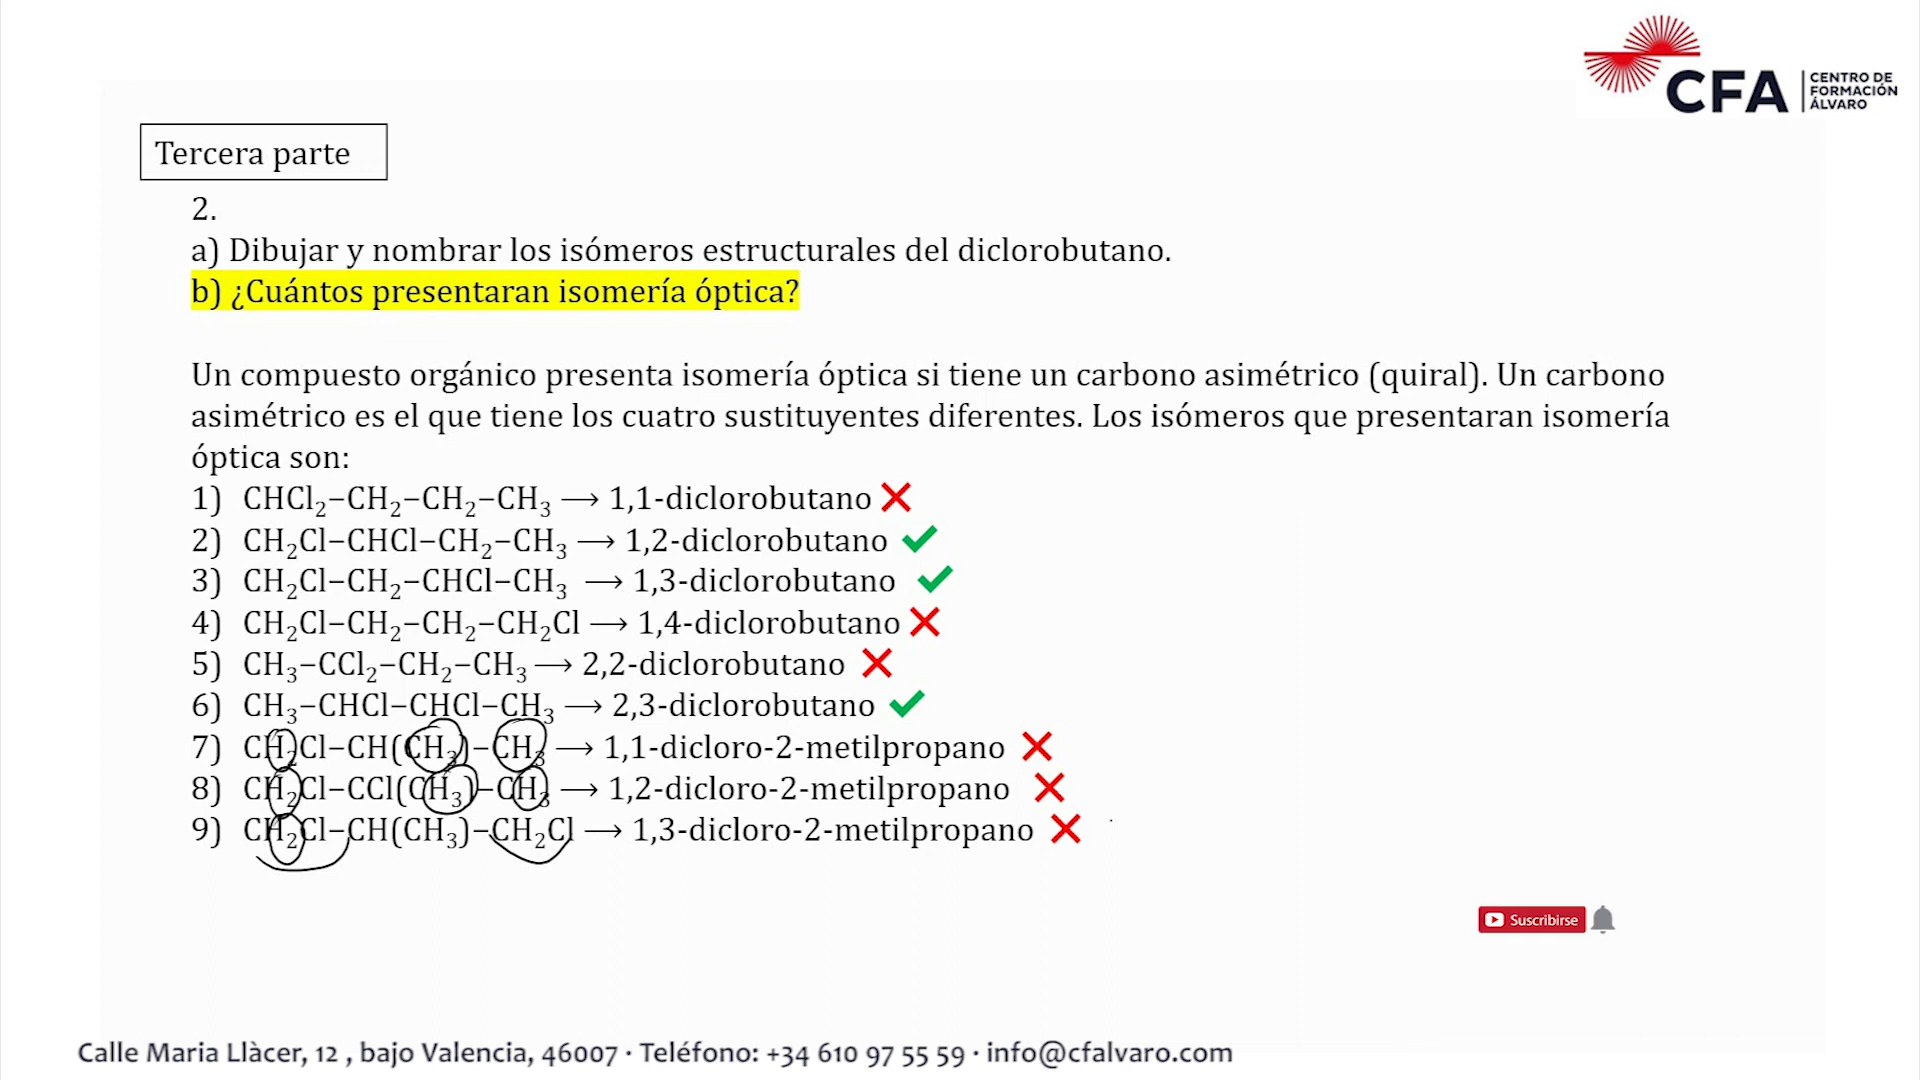 CFA
CENTRO DE
FORMACIÓN
ÁLVARO
Tercera parte
2.
a) Dibujar y nombrar los isómeros estructurales del diclorobutano.
b) ¿Cuántos presentaran isomería óptica?
Un compuesto orgánico presenta isomería óptica si tiene un carbono asimétrico (quiral). Un carbono
asimétrico es el que tiene los cuatro sustituyentes diferentes. Los isómeros que presentaran isomería
óptica son:
1) CHCl₂−CH₂−CH₂−CH₃ ⟶ 1,1-diclorobutano ❌
2) CH₂Cl−CHCl−CH₂−CH₃ ⟶ 1,2-diclorobutano ✔
3) CH₂Cl−CH₂−CHCl−CH₃ ⟶ 1,3-diclorobutano ✔
4) CH₂Cl−CH₂−CH₂−CH₂Cl ⟶ 1,4-diclorobutano ❌
5) CH₃−CCl₂−CH₂−CH₃ ⟶ 2,2-diclorobutano ❌
6) CH₃−CHCl−CHCl−CH₃ ⟶ 2,3-diclorobutano ✔
7) CH₂Cl−CH(CH₃)−CH₃ ⟶ 1,1-dicloro-2-metilpropano ❌
8) CH₂Cl−CCl(CH₃)−CH₃ ⟶ 1,2-dicloro-2-metilpropano ❌
9) CH₂Cl−CH(CH₃)−CH₂Cl ⟶ 1,3-dicloro-2-metilpropano ❌
Suscribirse
Calle Maria Llàcer, 12 , bajo Valencia, 46007 · Teléfono: +34 610 97 55 59 · info@cfalvaro.com